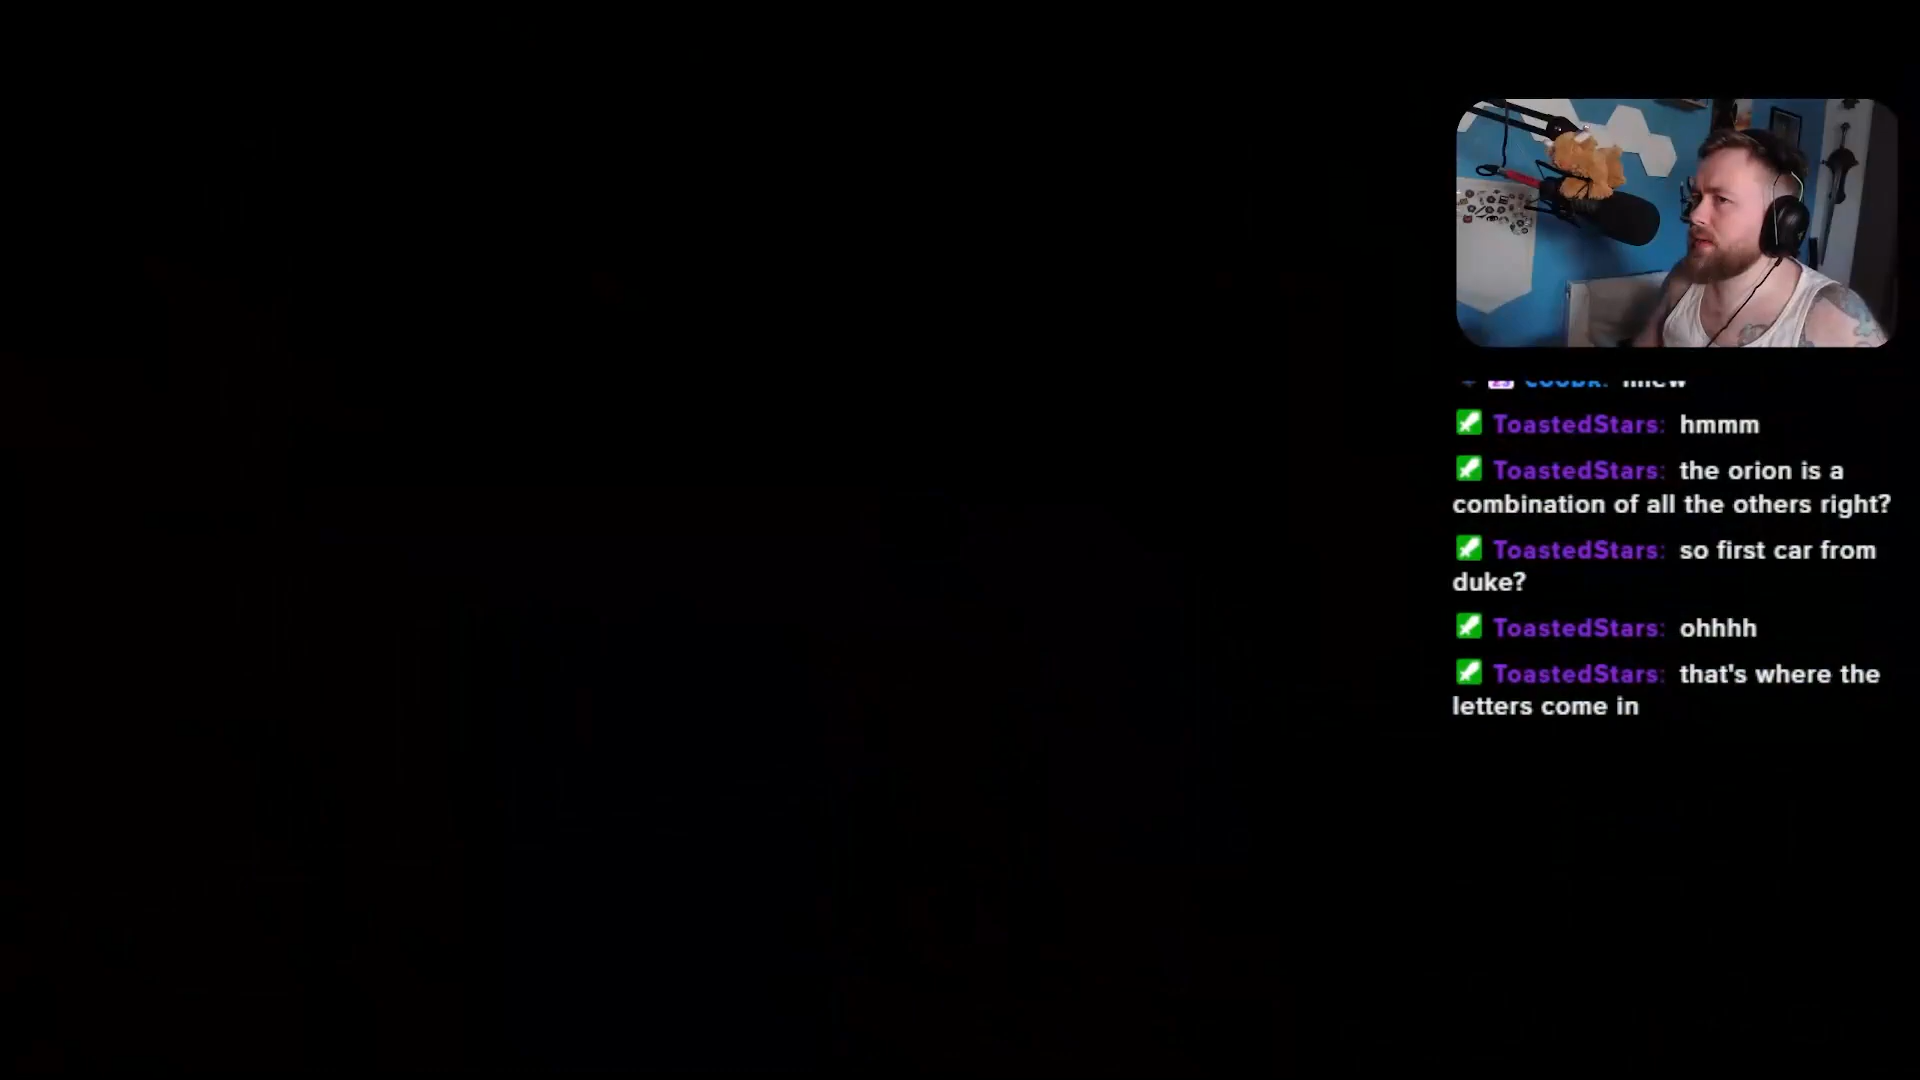 ToastedStars: hmmm
ToastedStars: the orion is a
combination of all the others right?
ToastedStars: so first car from
duke?
ToastedStars: ohhhh
ToastedStars: that's where the
letters come in